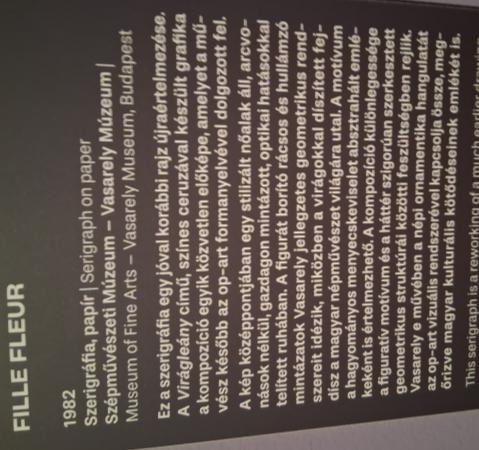 FILLE FLEUR
1982
Szerigráfia, papír | Serigraph on paper
Szépművészeti Múzeum – Vasarely Múzeum |
Museum of Fine Arts – Vasarely Museum, Budapest
Ez a szerigráfia egy jóval korábbi rajz újraértelmezése.
A Virágleány című, színes ceruzával készült grafika
a kompozíció egyik közvetlen előképe, amelyet a mű-
vész később az op-art formanyelvével dolgozott fel.
A kép középpontjában egy stilizált nőalak áll, arcvo-
nások nélkül, gazdagon mintázott, optikai hatásokkal
telített ruhában. A figurát borító rácsos és hullámzó
mintázatok Vasarely jellegzetes geometrikus rend-
szereit idézik, miközben a virágokkal díszített fej-
dísz a magyar népművészet világára utal. A motívum
a hagyományos menyecskeviselet absztrahált emlé-
keként is értelmezhető. A kompozíció különlegessége
a figuratív motívum és a háttér szigorúan szerkesztett
geometrikus struktúrái közötti feszültségben rejlik.
Vasarely e művében a népi ornamentika hangulatát
az op-art vizuális rendszerével kapcsolja össze, meg-
őrizve magyar kulturális kötődéseinek emlékét is.
This serigraph is a reworking of a much earlier drawing